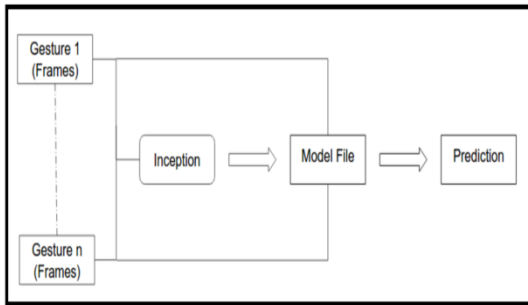 Gesture 1
(Frames)
Inception
Model File
Prediction
Gesture n
(Frames)